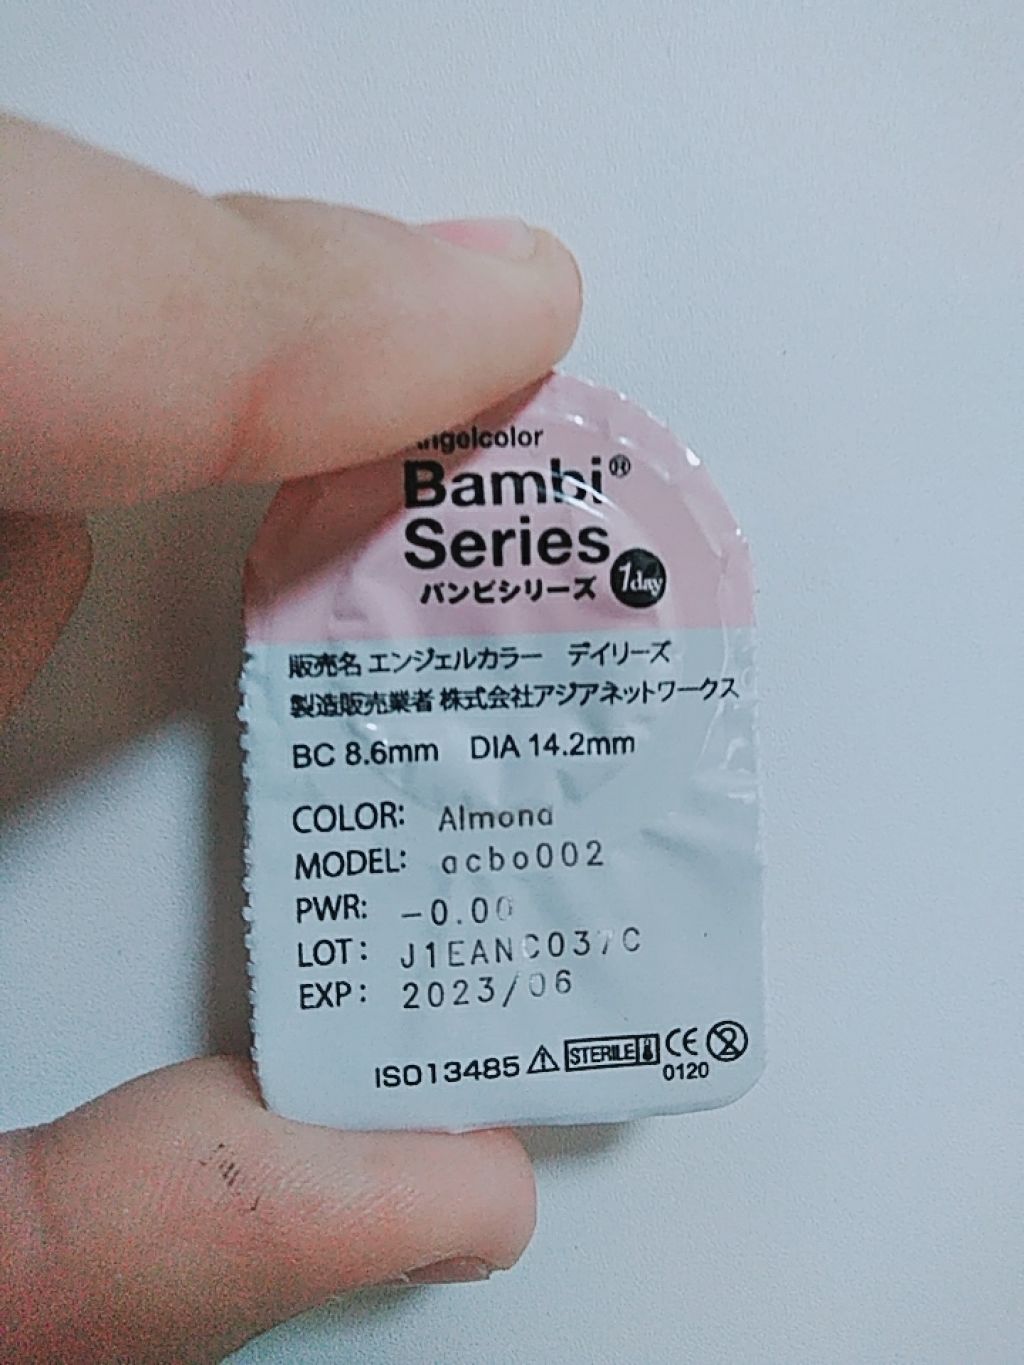 Angelcolor
Bambi®
Series
バンビシリーズ 1day
販売名 エンジェルカラー デイリーズ
製造販売業者 株式会社アジアネットワークス
BC 8.6mm DIA 14.2mm
COLOR: Almond
MODEL: acbo002
PWR: -0.00
LOT: J1EANC037C
EXP: 2023/06
ISO13485 STERILE CE
0120